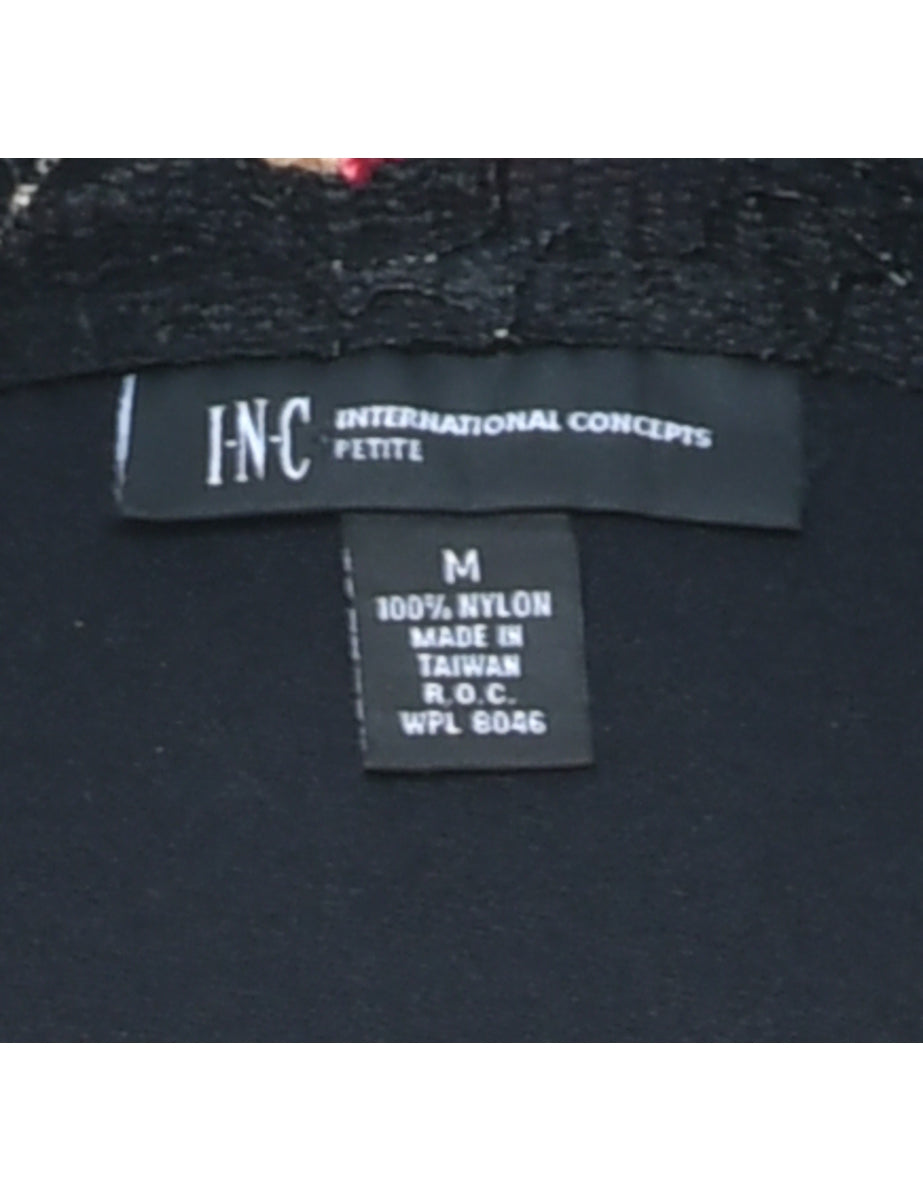 I-N-C INTERNATIONAL CONCEPTS
PETITE
M
100% NYLON
MADE IN
TAIWAN
R.O.C.
WPL 8046